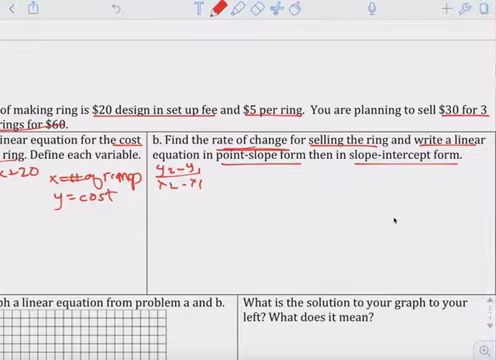 of making ring is $20 design in set up fee and $5 per ring. You are planning to sell $30 for 3
rings for $60.
inear equation for the cost
ring. Define each variable.
x+20 x=# of rings
y=cost
b. Find the rate of change for selling the ring and write a linear
equation in point-slope form then in slope-intercept form.
y2-y1
x2-x1
ph a linear equation from problem a and b.
What is the solution to your graph to your
left? What does it mean?